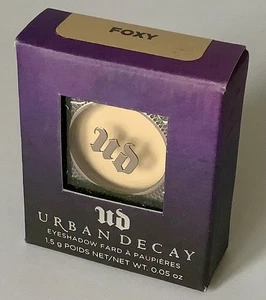 FOXY
UD
UD
URBAN DECAY
EYESHADOW FARD À PAUPIÈRES
1.5 g POIDS NET/NET WT. 0.05 oz